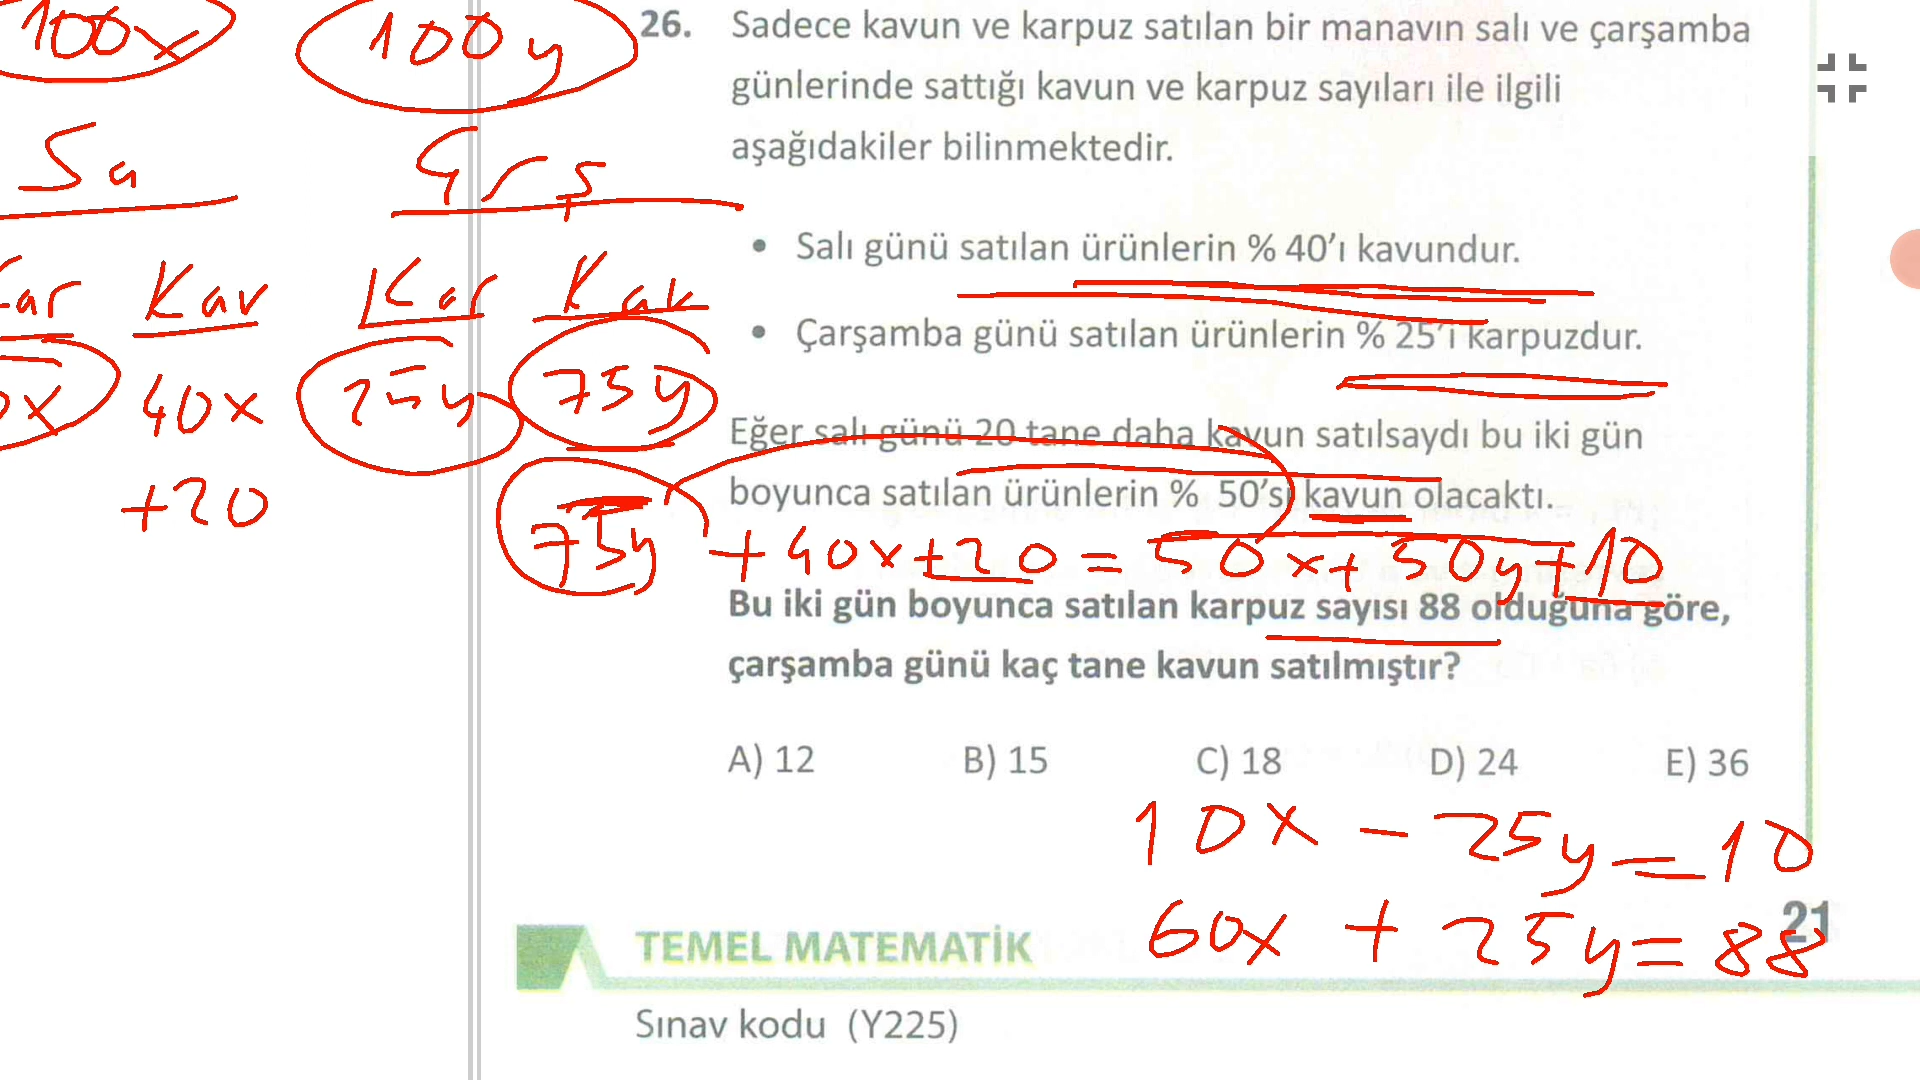 100x 100y
Sa Çrş
Kav Kar Kak
40x 25y 75y
+20
26. Sadece kavun ve karpuz satılan bir manavın salı ve çarşamba
günlerinde sattığı kavun ve karpuz sayıları ile ilgili
aşağıdakiler bilinmektedir.
• Salı günü satılan ürünlerin % 40'ı kavundur.
• Çarşamba günü satılan ürünlerin % 25'i karpuzdur.
Eğer salı günü 20 tane daha kavun satılsaydı bu iki gün
boyunca satılan ürünlerin % 50'si kavun olacaktı.
75y + 40x + 20 = 50x + 50y + 10
Bu iki gün boyunca satılan karpuz sayısı 88 olduğuna göre,
çarşamba günü kaç tane kavun satılmıştır?
A) 12 B) 15 C) 18 D) 24 E) 36
10x - 25y = 10
60x + 25y = 88
21
TEMEL MATEMATİK
Sınav kodu (Y225)